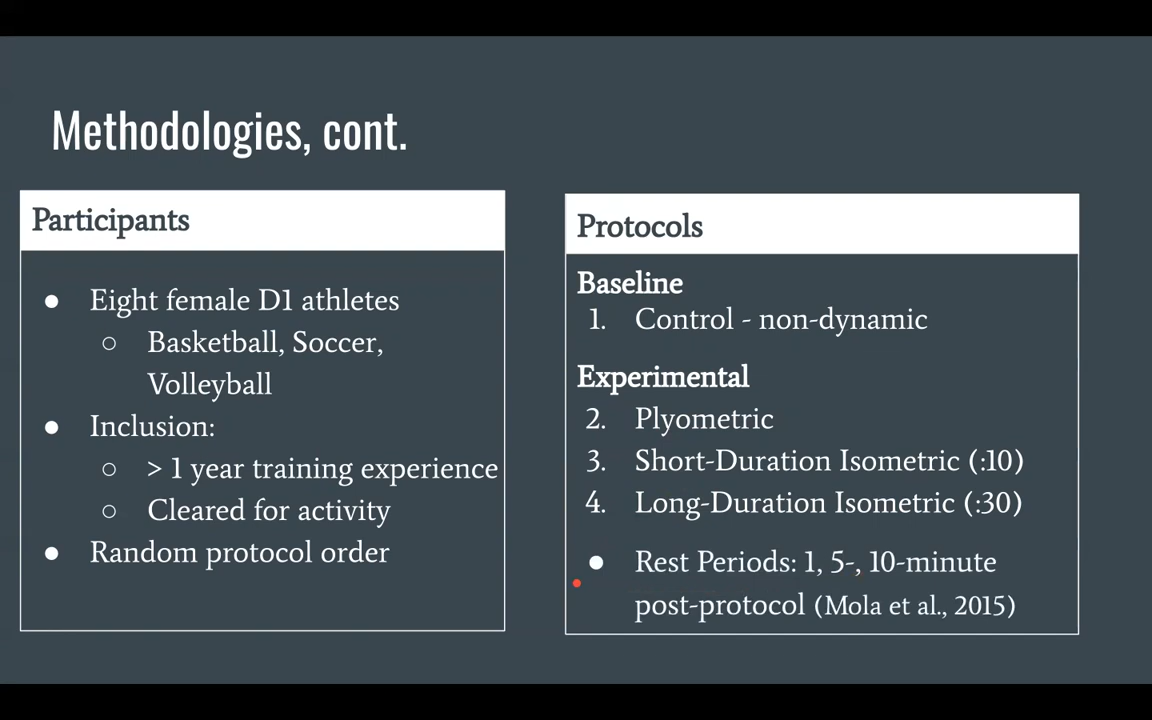 Methodologies, cont.
Participants
● Eight female D1 athletes
○ Basketball, Soccer,
Volleyball
● Inclusion:
○ > 1 year training experience
○ Cleared for activity
● Random protocol order
Protocols
Baseline
1. Control - non-dynamic
Experimental
2. Plyometric
3. Short-Duration Isometric (:10)
4. Long-Duration Isometric (:30)
● Rest Periods: 1, 5-, 10-minute
post-protocol (Mola et al., 2015)